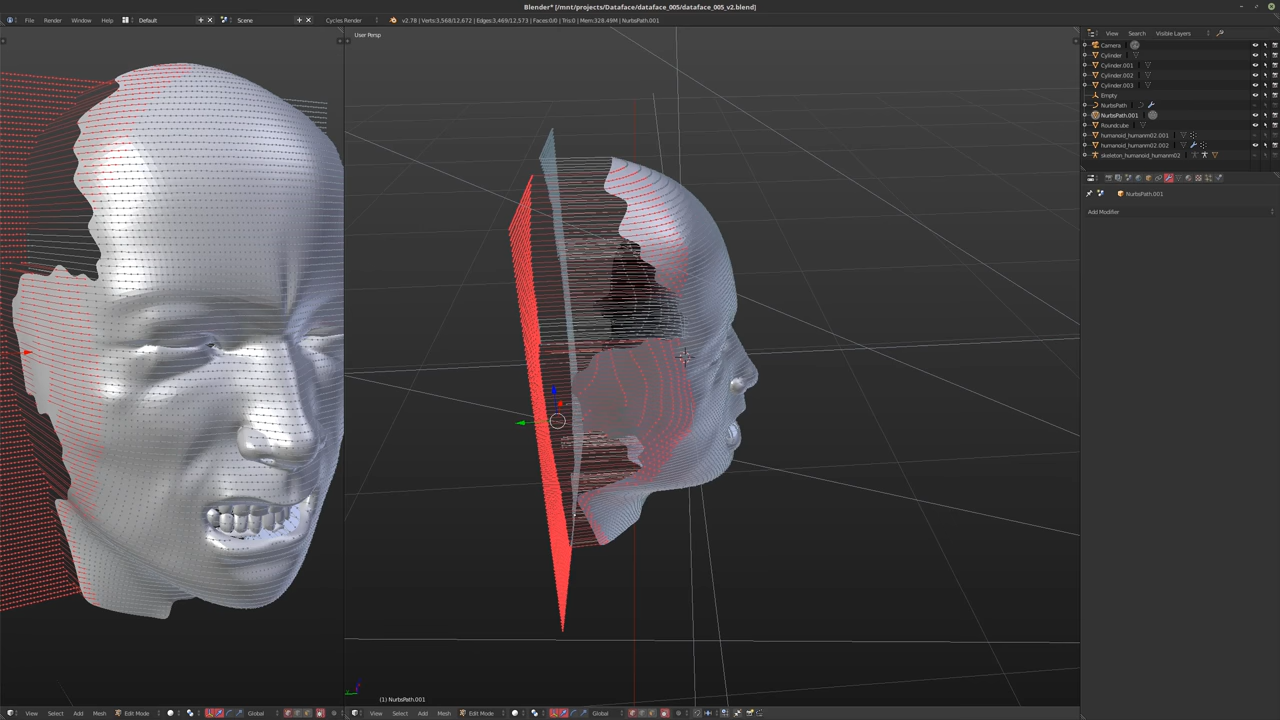 Blender* [/mnt/projects/Dataface/dataface_005/dataface_005_v2.blend]
File Render Window Help Default Scene Cycles Render v2.78 | Verts:3,568/12,672 | Edges:3,469/12,573 | Faces:0/0 | Tris:0 | Mem:328.49M | NurbsPath.001
View Search Visible Layers
User Persp
Camera
Cylinder
Cylinder.001
Cylinder.002
Cylinder.003
Empty
NurbsPath
NurbsPath.001
Roundcube
humanoid_humanm02.001
humanoid_humanm02.002
skeleton_humanoid_humanm02
NurbsPath.001
Add Modifier
(1) NurbsPath.001
View Select Add Mesh Edit Mode Global
View Select Add Mesh Edit Mode Global